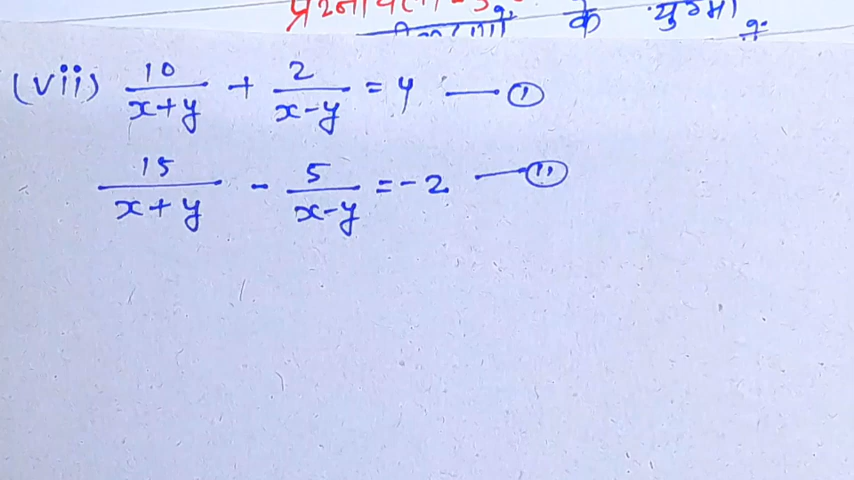 के युग्म
(vii) 10/(x+y) + 2/(x-y) = 4 —— ①
15/(x+y) - 5/(x-y) = -2 —— ⑪